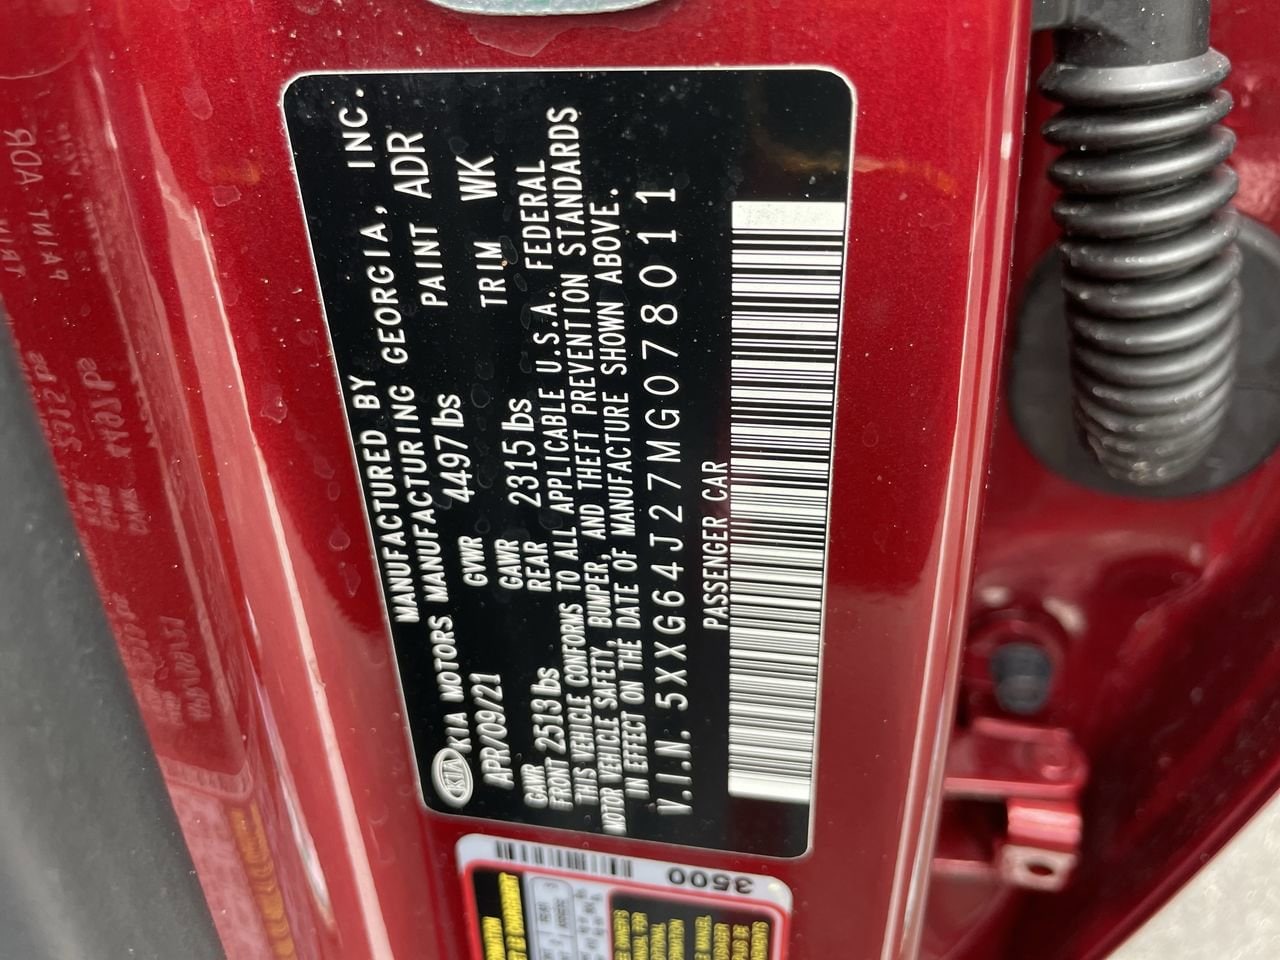 MANUFACTURED BY
KIA KIA MOTORS MANUFACTURING GEORGIA, INC.
APR/09/21 GVWR 4497 lbs PAINT ADR
GAWR FRONT 2513 lbs GAWR REAR 2315 lbs TRIM WK
THIS VEHICLE CONFORMS TO ALL APPLICABLE U.S.A. FEDERAL
MOTOR VEHICLE SAFETY, BUMPER, AND THEFT PREVENTION STANDARDS
IN EFFECT ON THE DATE OF MANUFACTURE SHOWN ABOVE.
V.I.N. 5XXG64J27MG078011
PASSENGER CAR
3500